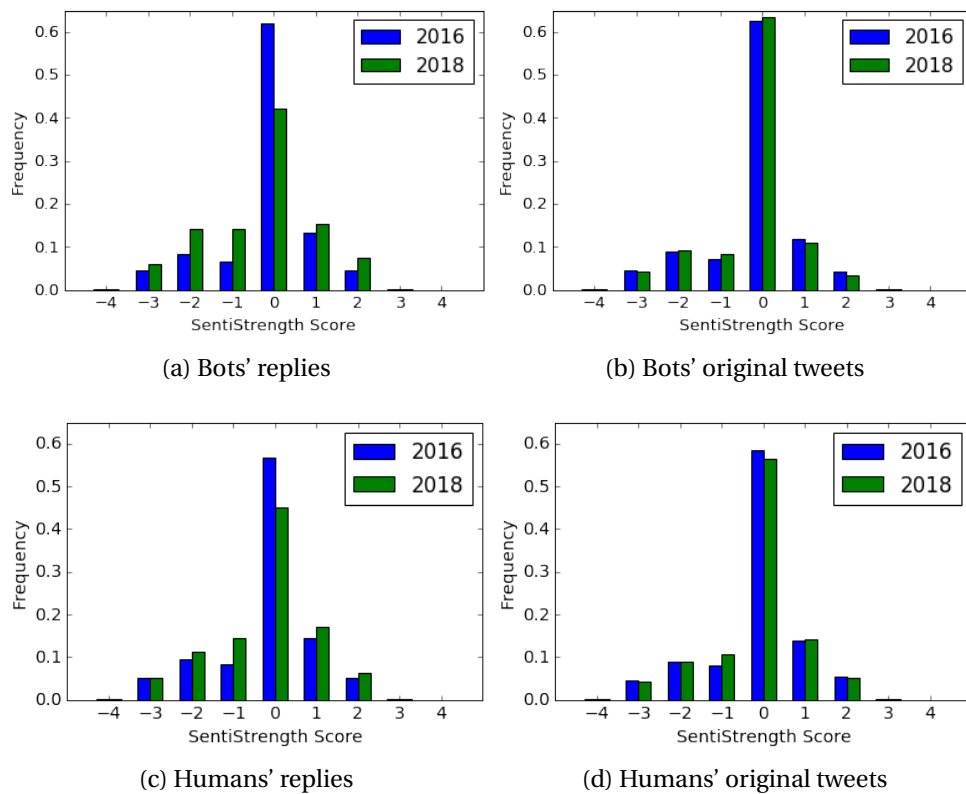 0.6
0.5
0.4
0.3
0.2
0.1
0.0
Frequency
2016
2018
−4 −3 −2 −1 0 1 2 3 4
SentiStrength Score
(a) Bots’ replies
0.6
0.5
0.4
0.3
0.2
0.1
0.0
Frequency
2016
2018
−4 −3 −2 −1 0 1 2 3 4
SentiStrength Score
(b) Bots’ original tweets
0.6
0.5
0.4
0.3
0.2
0.1
0.0
Frequency
2016
2018
−4 −3 −2 −1 0 1 2 3 4
SentiStrength Score
(c) Humans’ replies
0.6
0.5
0.4
0.3
0.2
0.1
0.0
Frequency
2016
2018
−4 −3 −2 −1 0 1 2 3 4
SentiStrength Score
(d) Humans’ original tweets